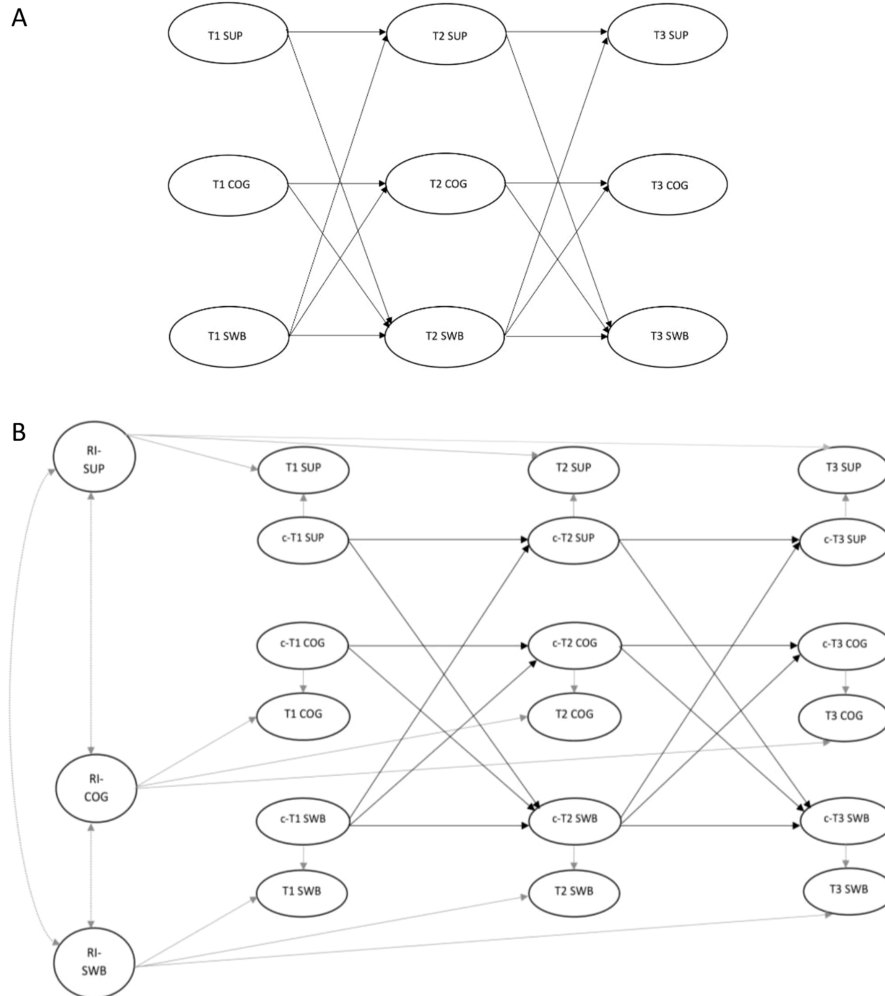 A
T1 SUP
T2 SUP
T3 SUP
T1 COG
T2 COG
T3 COG
T1 SWB
T2 SWB
T3 SWB
B
RI-
SUP
T1 SUP
T2 SUP
T3 SUP
c-T1 SUP
c-T2 SUP
c-T3 SUP
c-T1 COG
c-T2 COG
c-T3 COG
T1 COG
T2 COG
T3 COG
RI-
COG
c-T1 SWB
c-T2 SWB
c-T3 SWB
T1 SWB
T2 SWB
T3 SWB
RI-
SWB